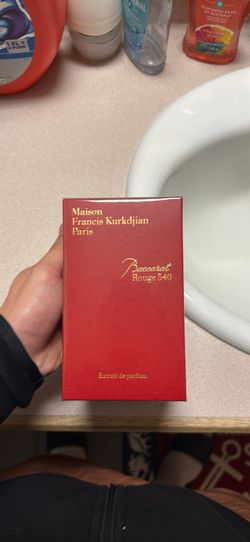 Maison
Francis Kurkdjian
Paris
Baccarat
Rouge 540
Extrait de parfum